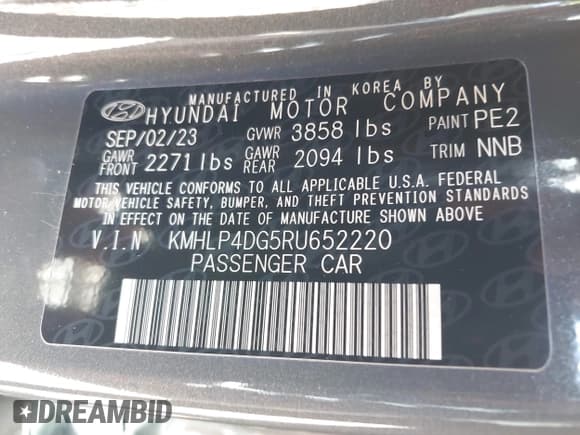 MANUFACTURED IN KOREA BY
HYUNDAI MOTOR COMPANY
SEP/02/23 GVWR 3858 lbs PAINT PE2
GAWR FRONT 2271 lbs GAWR REAR 2094 lbs TRIM NNB
THIS VEHICLE CONFORMS TO ALL APPLICABLE U.S.A. FEDERAL
MOTOR VEHICLE SAFETY, BUMPER, AND THEFT PREVENTION STANDARDS
IN EFFECT ON THE DATE OF MANUFACTURE SHOWN ABOVE
V.I.N KMHLP4DG5RU652220
PASSENGER CAR
DREAMBID